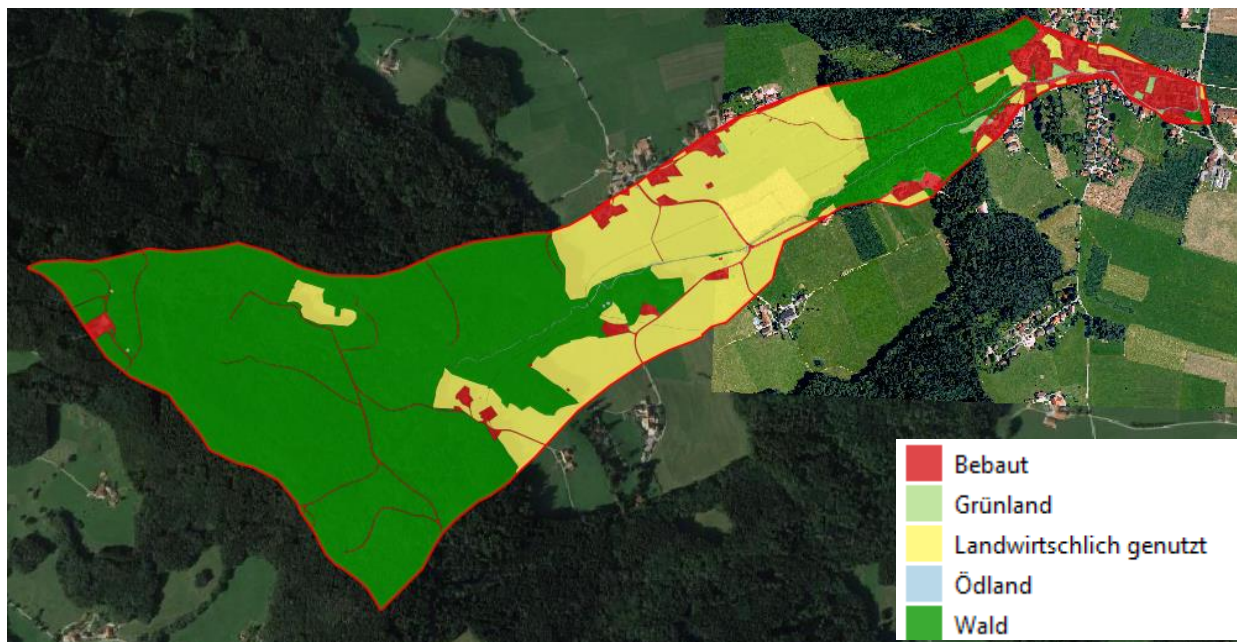 Bebaut
Grünland
Landwirtschlich genutzt
Ödland
Wald